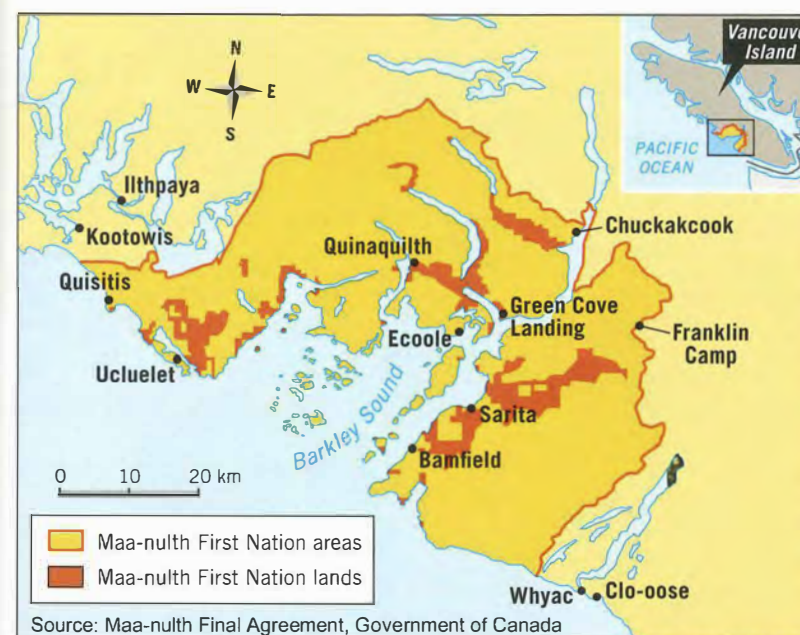 Vancouver
Island
N
W
E
S
PACIFIC
OCEAN
Ilthpaya
Kootowis
Chuckakcook
Quinaquilth
Quisitis
Green Cove
Landing
Ecoole
Franklin
Camp
Ucluelet
Barkley Sound
Sarita
Bamfield
0 10 20 km
Maa-nulth First Nation areas
Maa-nulth First Nation lands
Whyac
Clo-oose
Source: Maa-nulth Final Agreement, Government of Canada